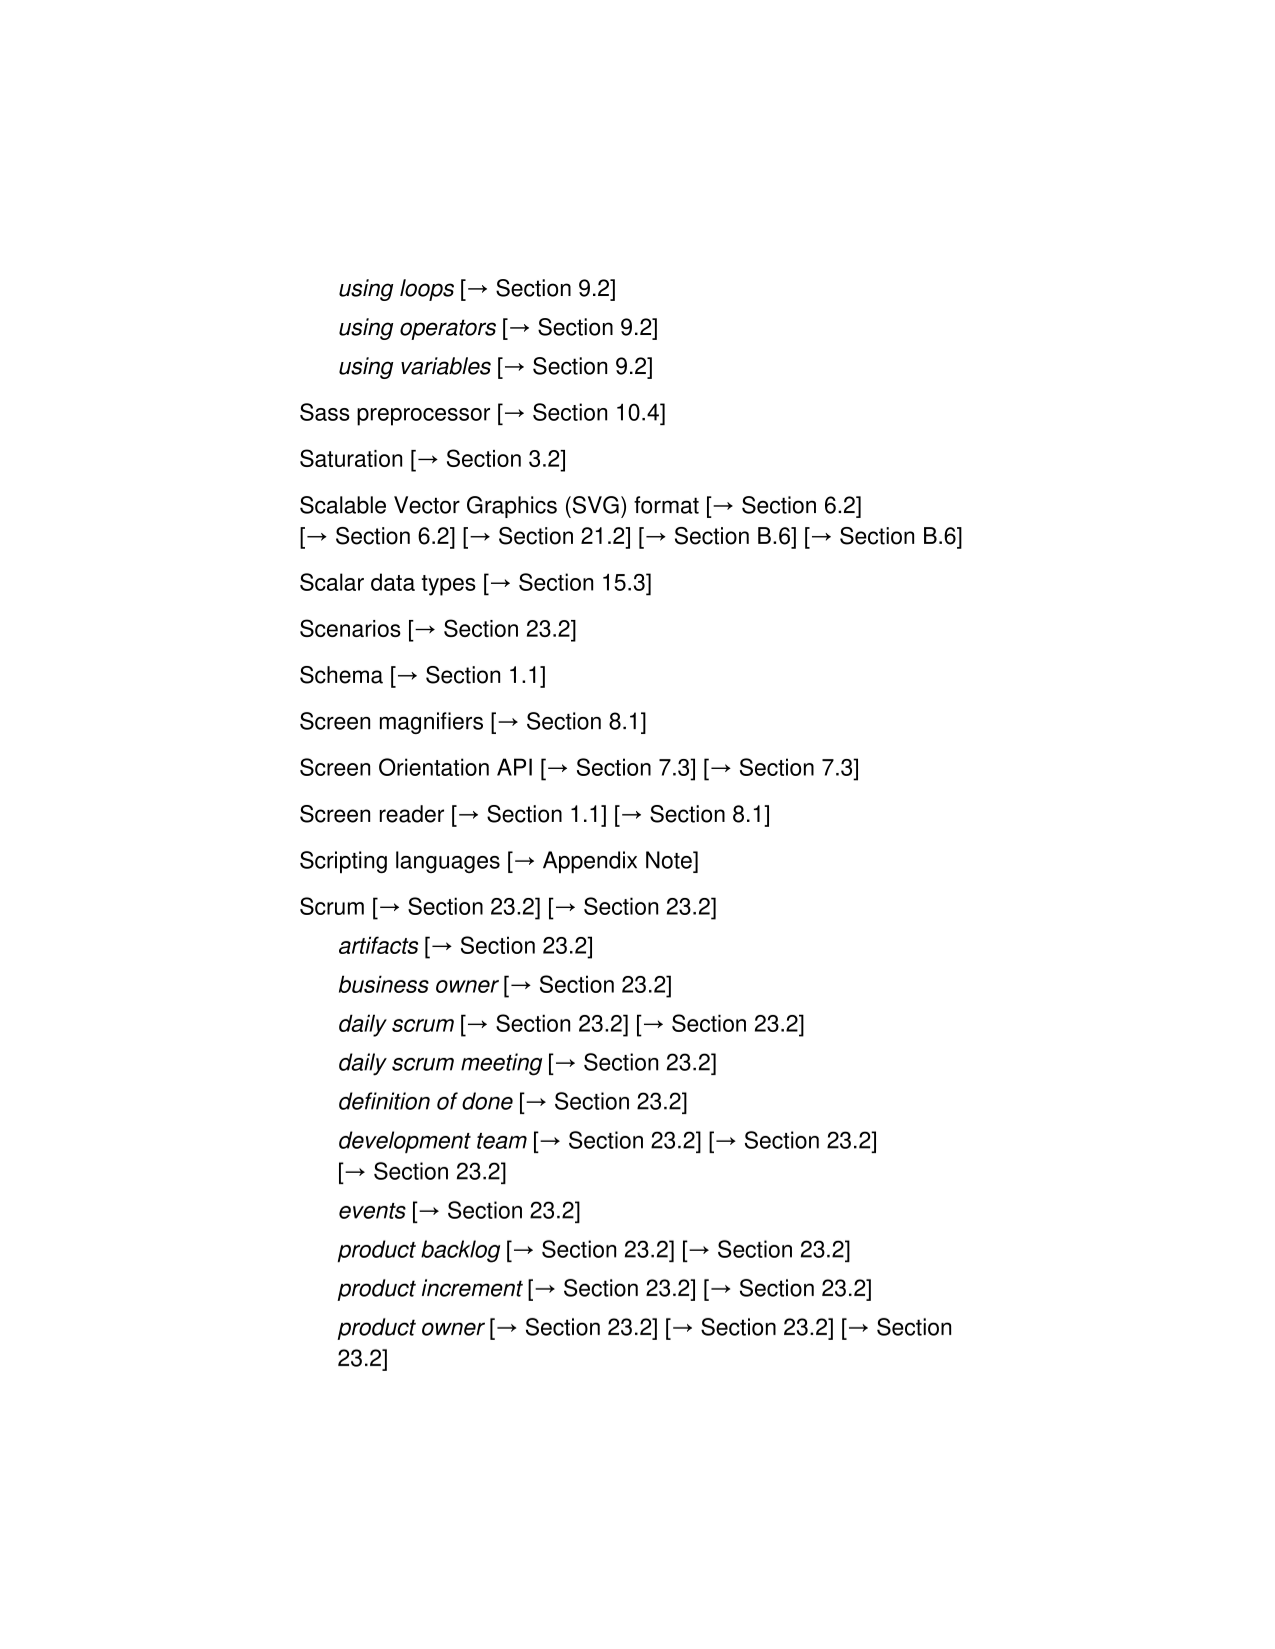 using loops [→ Section 9.2]
using operators [→ Section 9.2]
using variables [→ Section 9.2]
Sass preprocessor [→ Section 10.4]
Saturation [→ Section 3.2]
Scalable Vector Graphics (SVG) format [→ Section 6.2]
[→ Section 6.2] [→ Section 21.2] [→ Section B.6] [→ Section B.6]
Scalar data types [→ Section 15.3]
Scenarios [→ Section 23.2]
Schema [→ Section 1.1]
Screen magnifiers [→ Section 8.1]
Screen Orientation API [→ Section 7.3] [→ Section 7.3]
Screen reader [→ Section 1.1] [→ Section 8.1]
Scripting languages [→ Appendix Note]
Scrum [→ Section 23.2] [→ Section 23.2]
artifacts [→ Section 23.2]
business owner [→ Section 23.2]
daily scrum [→ Section 23.2] [→ Section 23.2]
daily scrum meeting [→ Section 23.2]
definition of done [→ Section 23.2]
development team [→ Section 23.2] [→ Section 23.2]
[→ Section 23.2]
events [→ Section 23.2]
product backlog [→ Section 23.2] [→ Section 23.2]
product increment [→ Section 23.2] [→ Section 23.2]
product owner [→ Section 23.2] [→ Section 23.2] [→ Section
23.2]